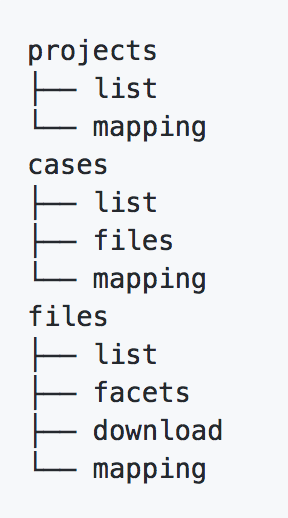 projects
├── list
└── mapping
cases
├── list
├── files
└── mapping
files
├── list
├── facets
├── download
└── mapping